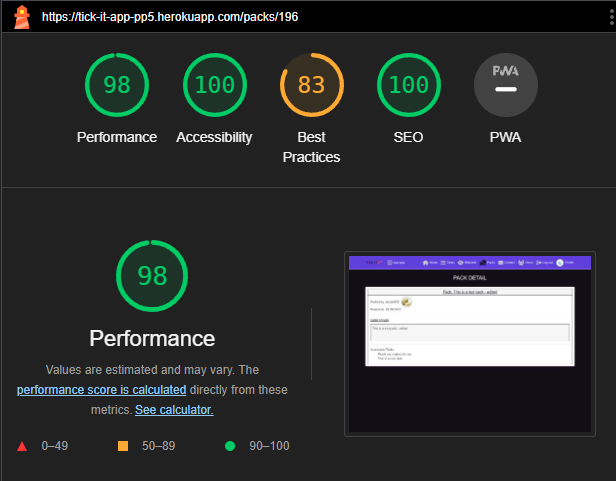 https://tick-it-app-pp5.herokuapp.com/packs/196
98
100
83
100
PWA
Performance
Accessibility
Best
Practices
SEO
PWA
98
Performance
Values are estimated and may vary. The
performance score is calculated directly from these
metrics. See calculator.
0–49
50–89
90–100
PACK DETAIL